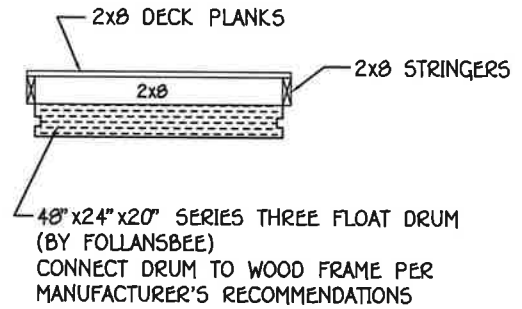 2x8 DECK PLANKS
2x8 STRINGERS
2x8
48"x24"x20" SERIES THREE FLOAT DRUM
(BY FOLLANSBEE)
CONNECT DRUM TO WOOD FRAME PER
MANUFACTURER'S RECOMMENDATIONS